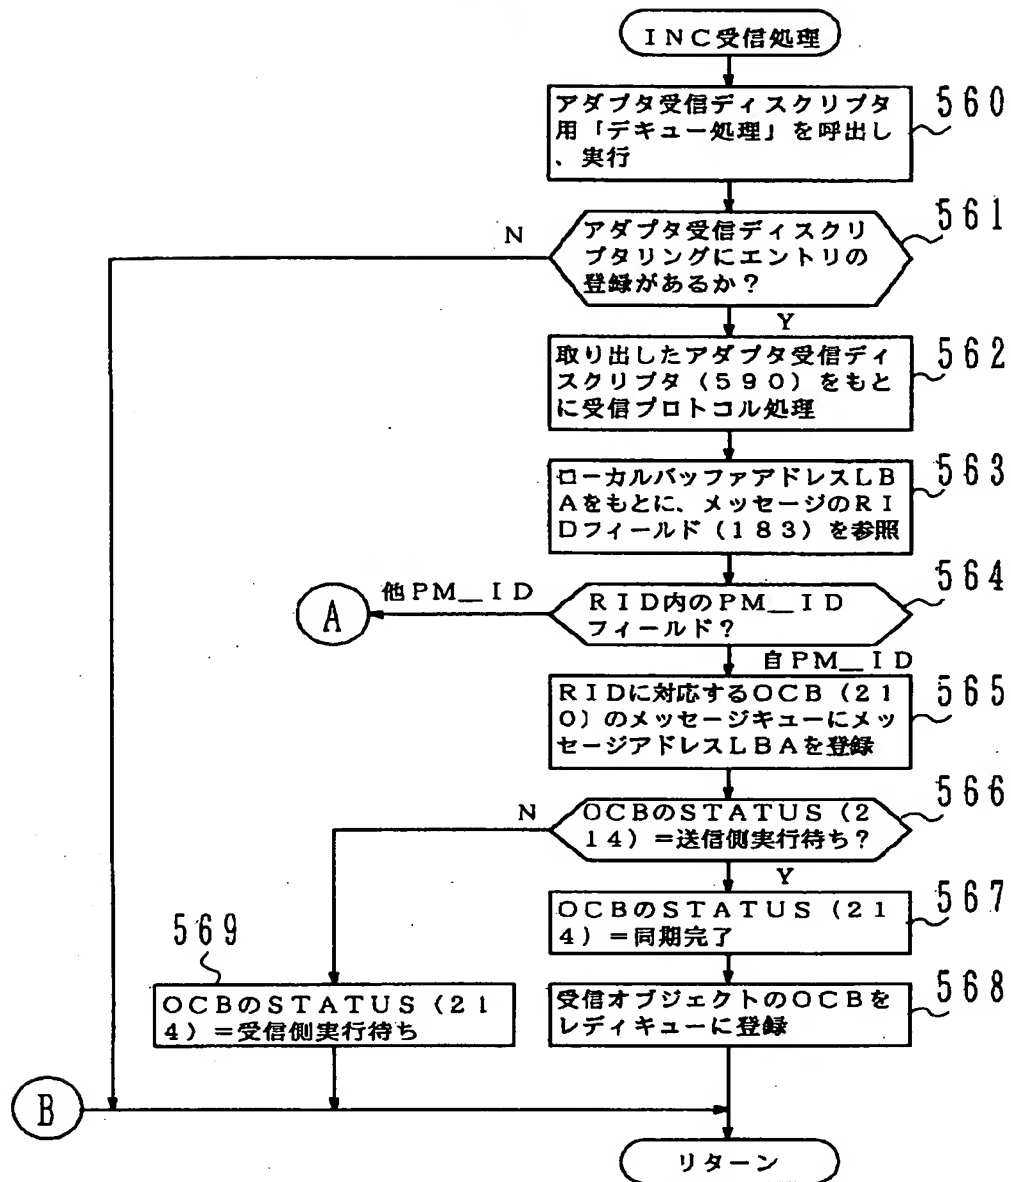 INC受信処理
アダプタ受信ディスクリプタ
用「デキュー処理」を呼出し
、実行
560
アダプタ受信ディスクリ
プタリングにエントリの
登録があるか?
561
N
Y
取り出したアダプタ受信ディ
スクリプタ(590)をもと
に受信プロトコル処理
562
ローカルバッファアドレスLB
Aをもとに、メッセージのRI
Dフィールド(183)を参照
563
RID内のPM__ID
フィールド?
564
他PM__ID
A
自PM__ID
RIDに対応するOCB(21
0)のメッセージキューにメッ
セージアドレスLBAを登録
565
OCBのSTATUS(2
14)=送信側実行待ち?
566
N
Y
OCBのSTATUS(21
4)=同期完了
567
569
OCBのSTATUS(21
4)=受信側実行待ち
受信オブジェクトのOCBを
レディキューに登録
568
B
リターン